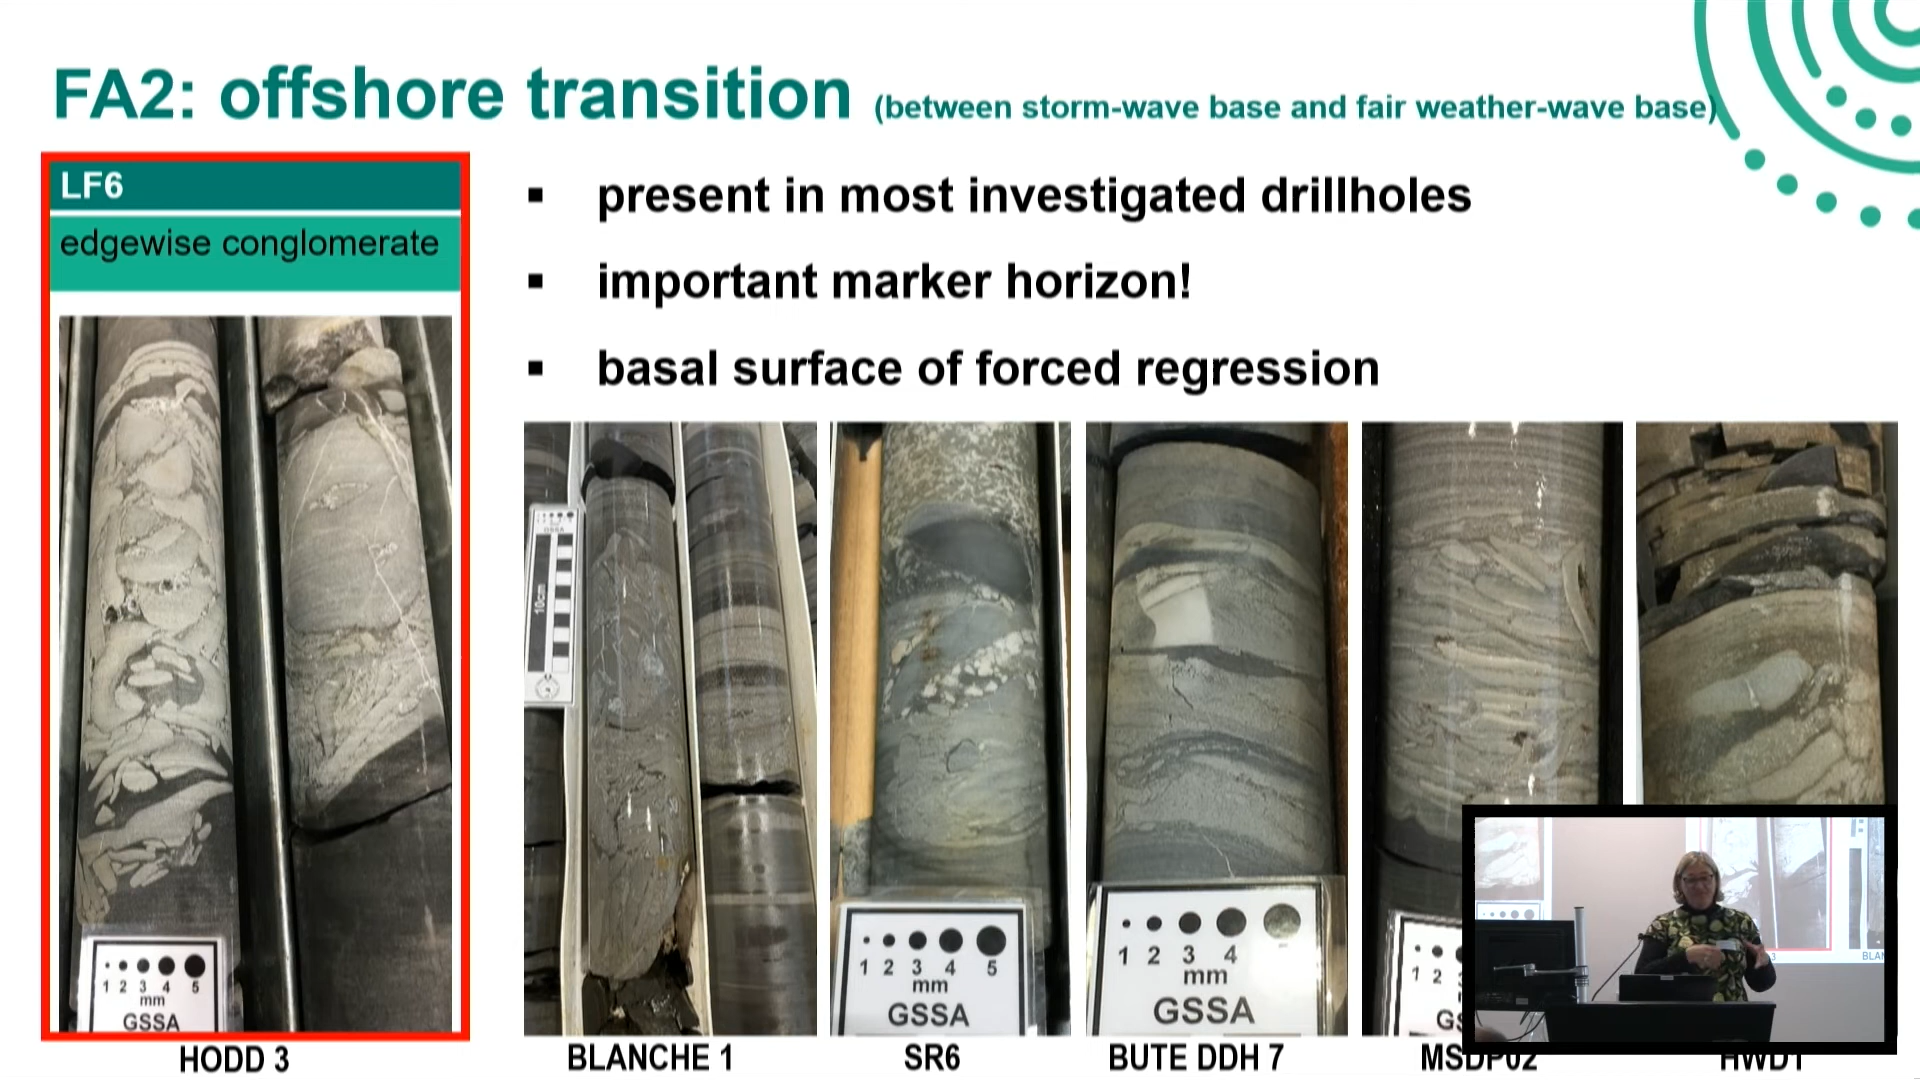 FA2: offshore transition (between storm-wave base and fair weather-wave base)
LF6
edgewise conglomerate
▪ present in most investigated drillholes
▪ important marker horizon!
▪ basal surface of forced regression
10cm
1 2 3 4 5
mm
GSSA
1 2 3 4 5
mm
GSSA
1 2 3 4
mm
GSSA
1 2
HODD 3
BLANCHE 1
SR6
BUTE DDH 7
MSDP02
HWD1